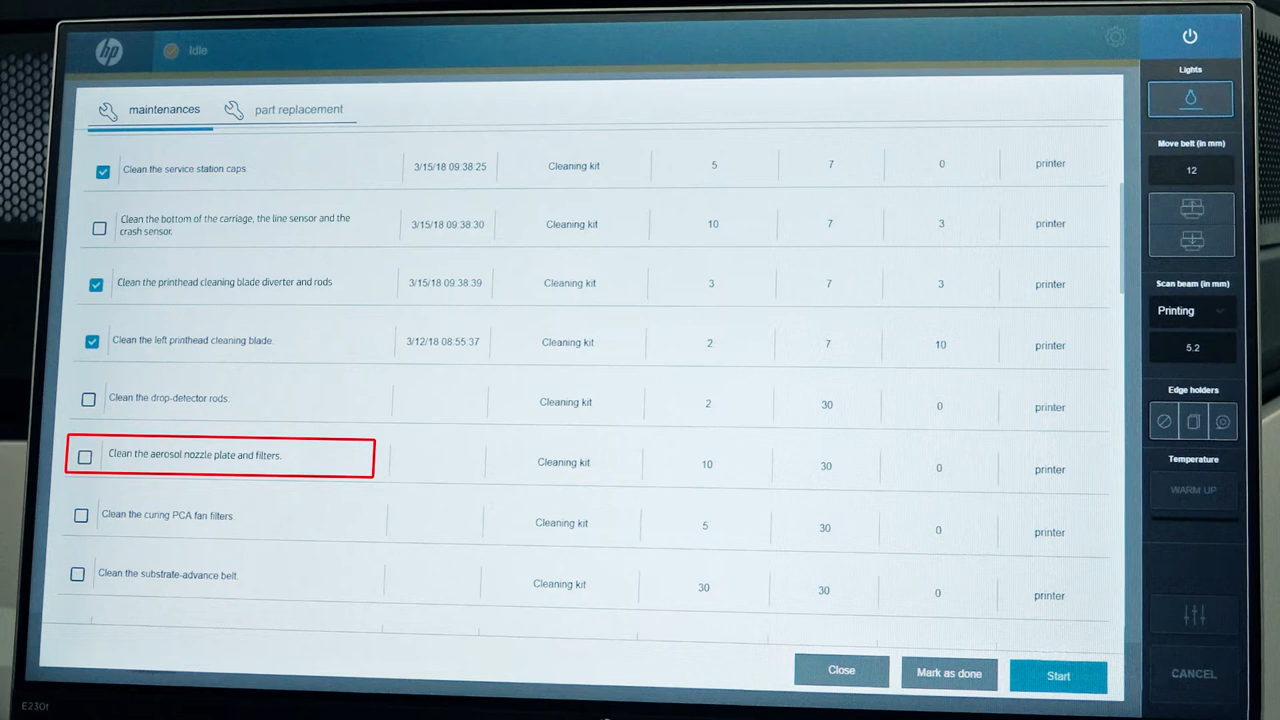 hp
Idle
Lights
maintenances
part replacement
Move belt (in mm)
12
Clean the service station caps.
3/15/18 09:38:25
Cleaning kit
5
7
0
printer
Clean the bottom of the carriage, the line sensor and the
crash sensor.
3/15/18 09:38:30
Cleaning kit
10
7
3
printer
Clean the printhead cleaning blade diverter and rods
3/15/18 09:38:39
Cleaning kit
3
7
3
printer
Scan beam (in mm)
Printing
5.2
Clean the left printhead cleaning blade.
3/12/18 08:55:37
Cleaning kit
2
7
10
printer
Clean the drop-detector rods.
Cleaning kit
2
30
0
printer
Edge holders
Clean the aerosol nozzle plate and filters.
Cleaning kit
10
30
0
printer
Temperature
WARM UP
Clean the curing PCA fan filters.
Cleaning kit
5
30
0
printer
Clean the substrate-advance belt.
Cleaning kit
30
30
0
printer
Close
Mark as done
Start
CANCEL
E230t